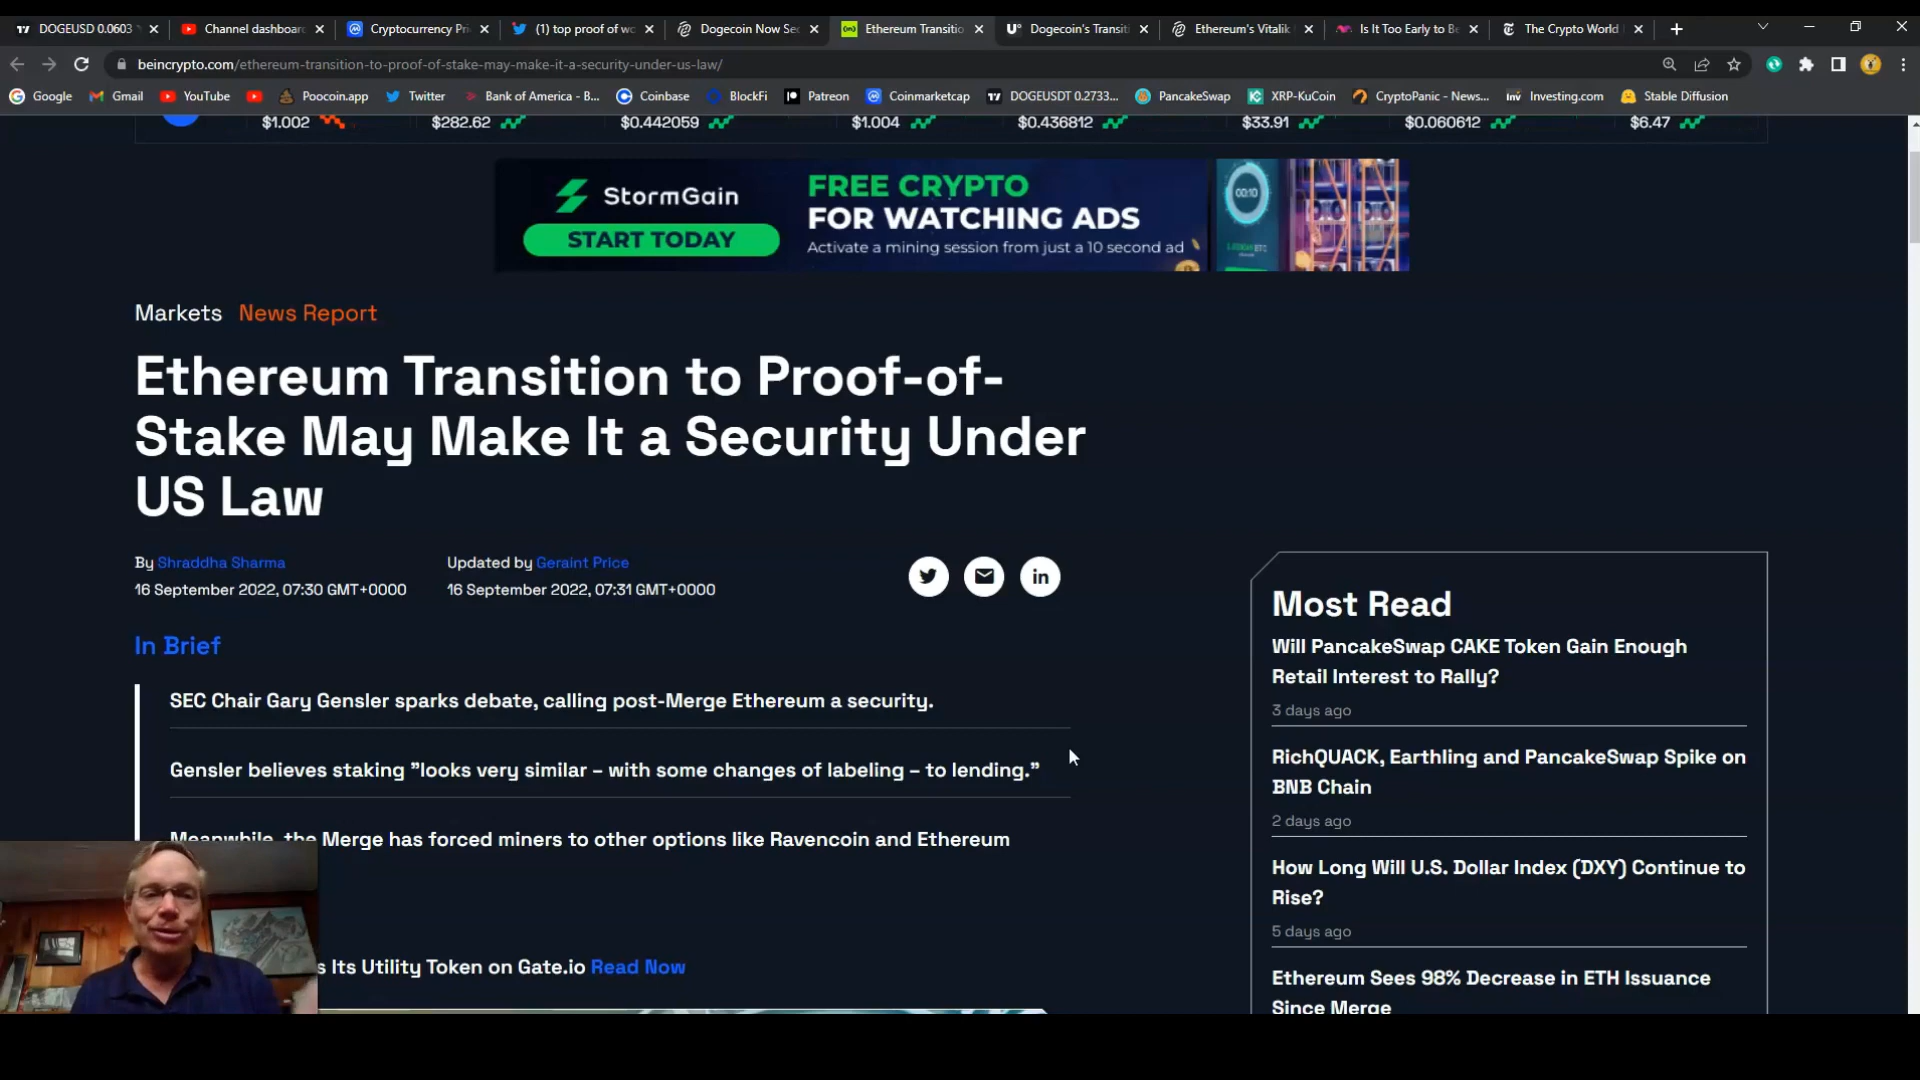 DOGEUSD 0.0603
Channel dashboar
Cryptocurrency Pri
(1) top proof of wo
Dogecoin Now Sec
Ethereum Transitio
Dogecoin's Transiti
Ethereum's Vitalik
Is It Too Early to Be
The Crypto World
beincrypto.com/ethereum-transition-to-proof-of-stake-may-make-it-a-security-under-us-law/
Google
Gmail
YouTube
Poocoin.app
Twitter
Bank of America - B...
Coinbase
BlockFi
Patreon
Coinmarketcap
DOGEUSDT 0.2733...
PancakeSwap
XRP-KuCoin
CryptoPanic - News...
Investing.com
Stable Diffusion
$1.002
$282.62
$0.442059
$1.004
$0.436812
$33.91
$0.060612
$6.47
StormGain
START TODAY
FREE CRYPTO
FOR WATCHING ADS
Activate a mining session from just a 10 second ad
00:10
Markets News Report
Ethereum Transition to Proof-of-
Stake May Make It a Security Under
US Law
By Shraddha Sharma
16 September 2022, 07:30 GMT+0000
Updated by Geraint Price
16 September 2022, 07:31 GMT+0000
In Brief
SEC Chair Gary Gensler sparks debate, calling post-Merge Ethereum a security.
Gensler believes staking "looks very similar – with some changes of labeling – to lending."
Meanwhile, the Merge has forced miners to other options like Ravencoin and Ethereum
s Its Utility Token on Gate.io Read Now
Most Read
Will PancakeSwap CAKE Token Gain Enough
Retail Interest to Rally?
3 days ago
RichQUACK, Earthling and PancakeSwap Spike on
BNB Chain
2 days ago
How Long Will U.S. Dollar Index (DXY) Continue to
Rise?
5 days ago
Ethereum Sees 98% Decrease in ETH Issuance
Since Merge